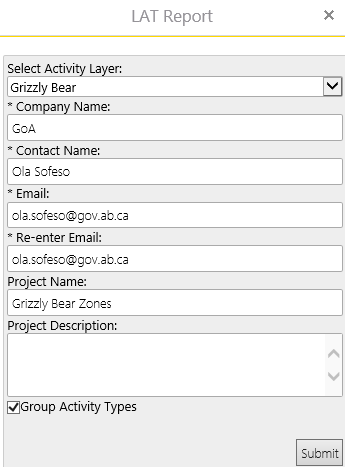 LAT Report
Select Activity Layer:
Grizzly Bear
* Company Name:
GoA
* Contact Name:
Ola Sofeso
* Email:
ola.sofeso@gov.ab.ca
* Re-enter Email:
ola.sofeso@gov.ab.ca
Project Name:
Grizzly Bear Zones
Project Description:
Group Activity Types
Submit